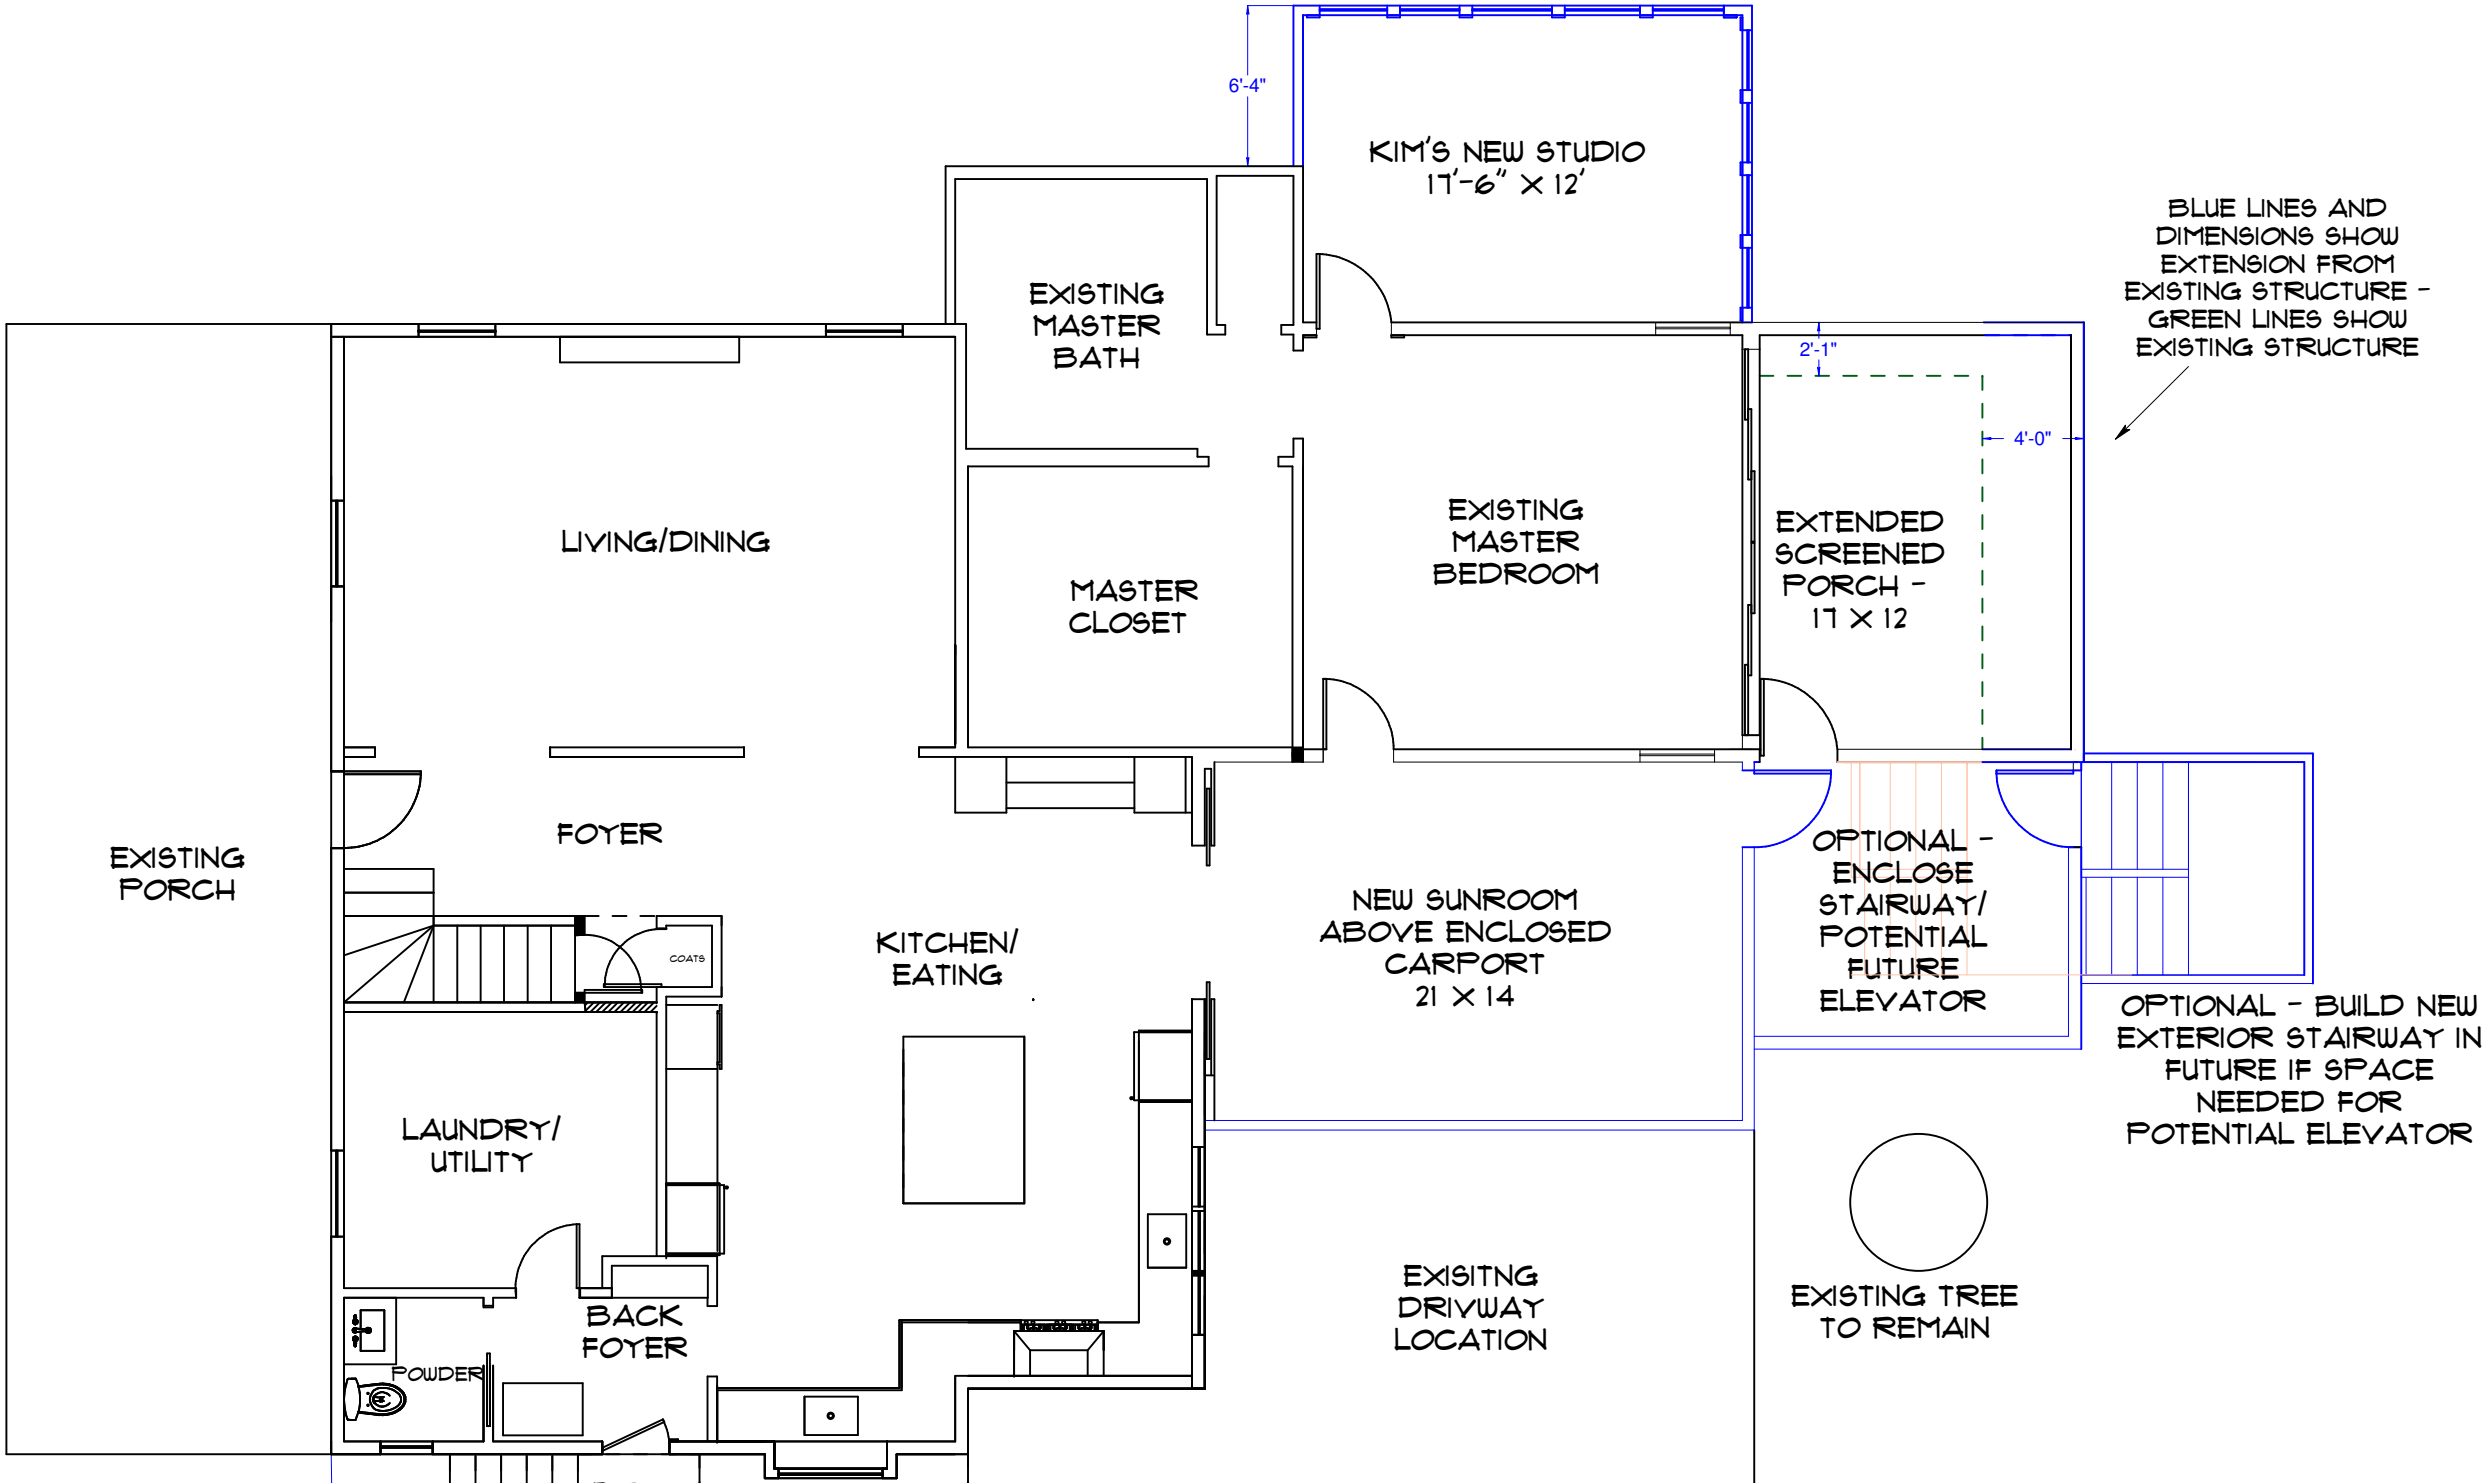 6'-4"
KIM'S NEW STUDIO
17'-6" X 12'
BLUE LINES AND
DIMENSIONS SHOW
EXTENSION FROM
EXISTING STRUCTURE -
GREEN LINES SHOW
EXISTING STRUCTURE
EXISTING
MASTER
BATH
2'-1"
4'-0"
LIVING/DINING
MASTER
CLOSET
EXISTING
MASTER
BEDROOM
EXTENDED
SCREENED
PORCH -
17 X 12
EXISTING
PORCH
FOYER
COATS
KITCHEN/
EATING
NEW SUNROOM
ABOVE ENCLOSED
CARPORT
21 X 14
OPTIONAL -
ENCLOSE
STAIRWAY/
POTENTIAL
FUTURE
ELEVATOR
OPTIONAL - BUILD NEW
EXTERIOR STAIRWAY IN
FUTURE IF SPACE
NEEDED FOR
POTENTIAL ELEVATOR
LAUNDRY/
UTILITY
BACK
FOYER
POWDER
EXISITNG
DRIVWAY
LOCATION
EXISTING TREE
TO REMAIN